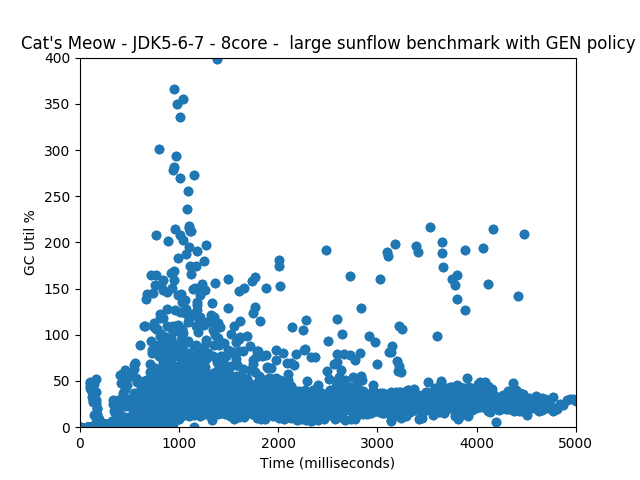 Cat's Meow - JDK5-6-7 - 8core -  large sunflow benchmark with GEN policy
400
350
300
250
200
150
100
50
0
GC Util %
0 1000 2000 3000 4000 5000
Time (milliseconds)